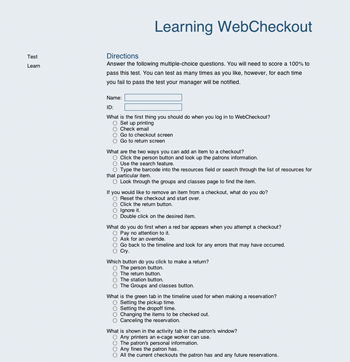 Learning WebCheckout
Test
Learn
Directions
Answer the following multiple-choice questions. You will need to score a 100% to
pass this test. You can test as many times as you like, however, for each time
you fail to pass the test your manager will be notified.
Name:
ID:
What is the first thing you should do when you log in to WebCheckout?
Set up printing
Check email
Go to checkout screen
Go to return screen
What are the two ways you can add an item to a checkout?
Click the person button and look up the patrons information.
Use the search feature.
Type the barcode into the resources field or search through the list of resources for
that particular item.
Look through the groups and classes page to find the item.
If you would like to remove an item from a checkout, what do you do?
Reset the checkout and start over.
Click the return button.
Ignore it.
Double click on the desired item.
What do you do first when a red bar appears when you attempt a checkout?
Pay no attention to it.
Ask for an override.
Go back to the timeline and look for any errors that may have occurred.
Cry.
Which button do you click to make a return?
The person button.
The return button.
The station button.
The Groups and classes button.
What is the green tab in the timeline used for when making a reservation?
Setting the pickup time.
Setting the dropoff time.
Changing the items to be checked out.
Canceling the reservation.
What is shown in the activity tab in the patron's window?
Any printers an e-cage worker can use.
The patron's personal information.
Any fines the patron has.
All the current checkouts the patron has and any future reservations.